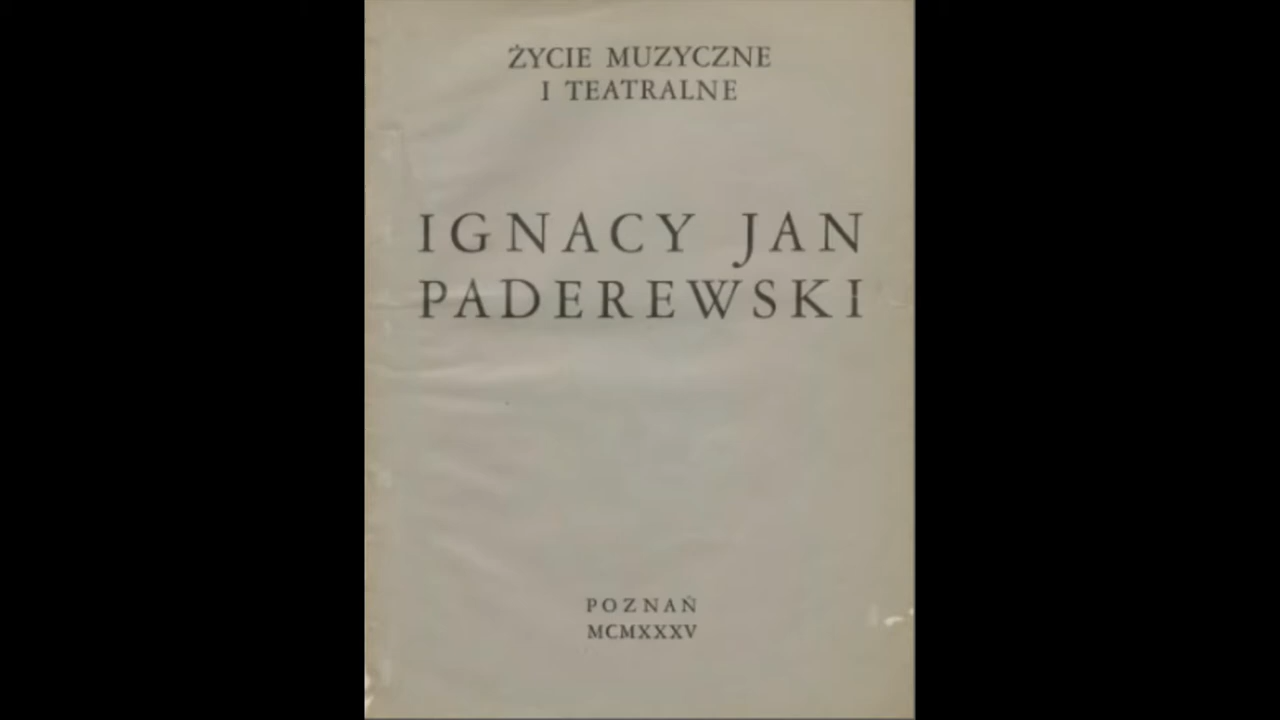 ŻYCIE MUZYCZNE
I TEATRALNE
IGNACY JAN
PADEREWSKI
POZNAŃ
MCMXXXV